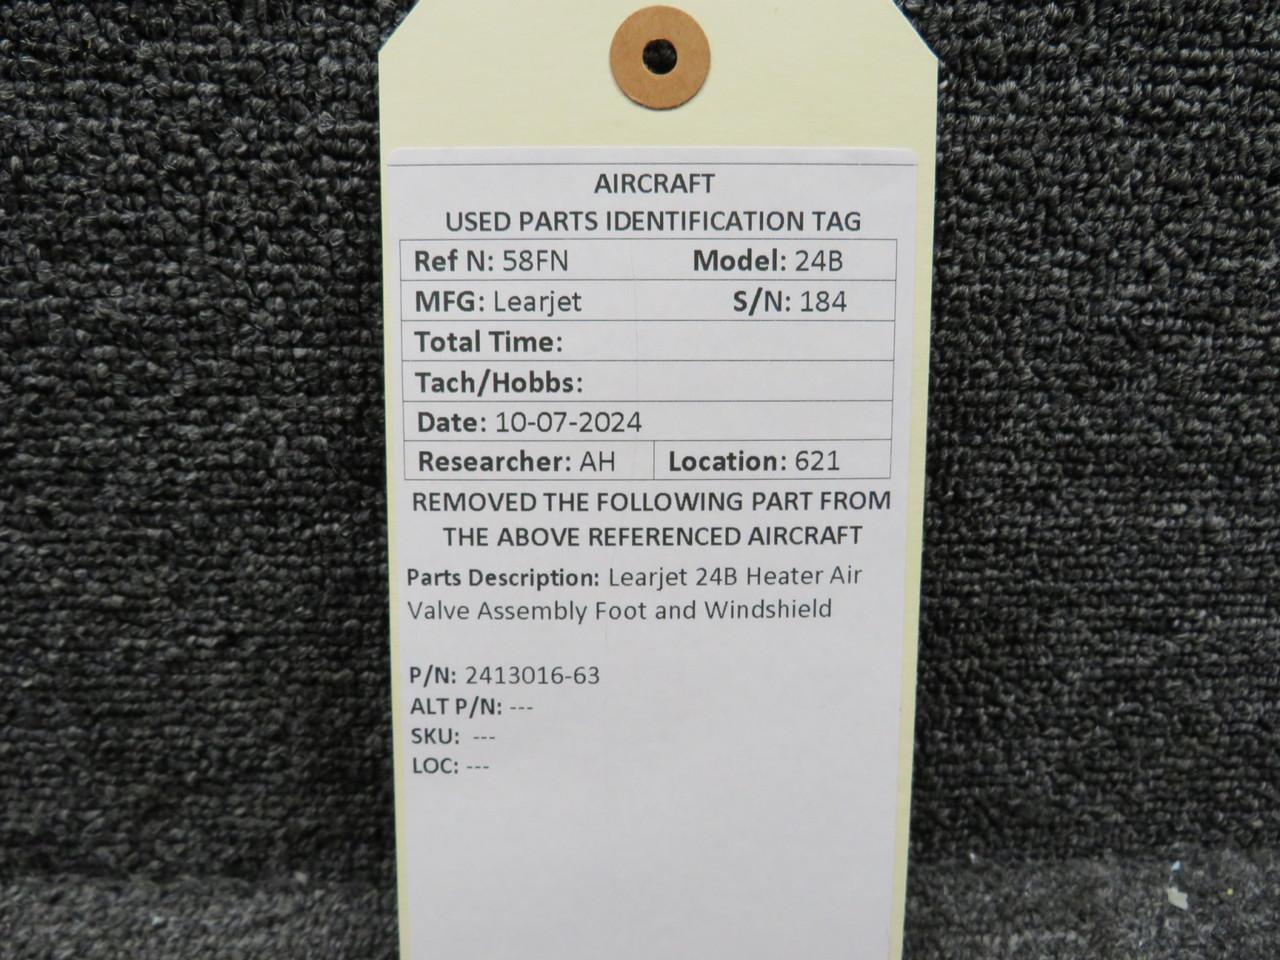 AIRCRAFT
USED PARTS IDENTIFICATION TAG
Ref N: 58FN Model: 24B
MFG: Learjet S/N: 184
Total Time:
Tach/Hobbs:
Date: 10-07-2024
Researcher: AH Location: 621
REMOVED THE FOLLOWING PART FROM
THE ABOVE REFERENCED AIRCRAFT
Parts Description: Learjet 24B Heater Air
Valve Assembly Foot and Windshield
P/N: 2413016-63
ALT P/N: ---
SKU: ---
LOC: ---